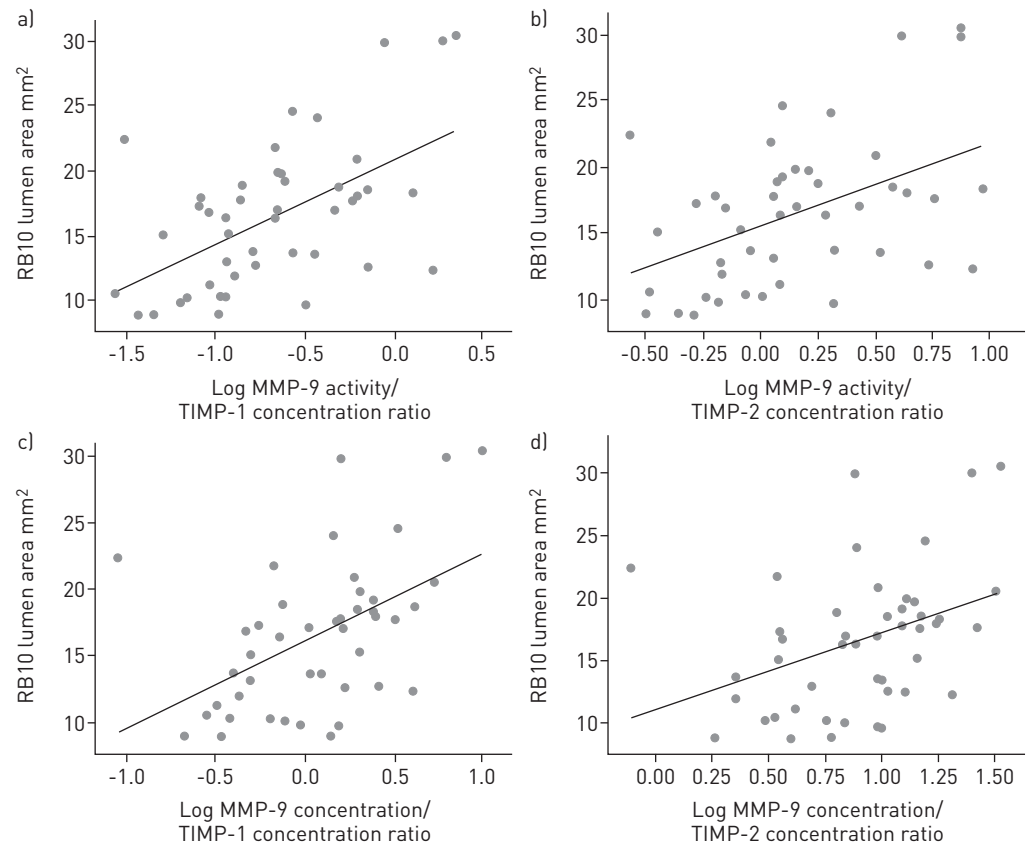 a)
RB10 lumen area mm²
30
25
20
15
10
-1.5 -1.0 -0.5 0.0 0.5
Log MMP-9 activity/
TIMP-1 concentration ratio
b)
RB10 lumen area mm²
30
25
15
20
10
-0.50 -0.25 0.00 0.25 0.50 0.75 1.00
Log MMP-9 activity/
TIMP-2 concentration ratio
c)
RB10 lumen area mm²
30
25
20
15
10
-1.0 -0.5 0.0 0.5 1.0
Log MMP-9 concentration/
TIMP-1 concentration ratio
d)
RB10 lumen area mm²
30
25
20
15
10
0.00 0.25 0.50 0.75 1.00 1.25 1.50
Log MMP-9 concentration/
TIMP-2 concentration ratio